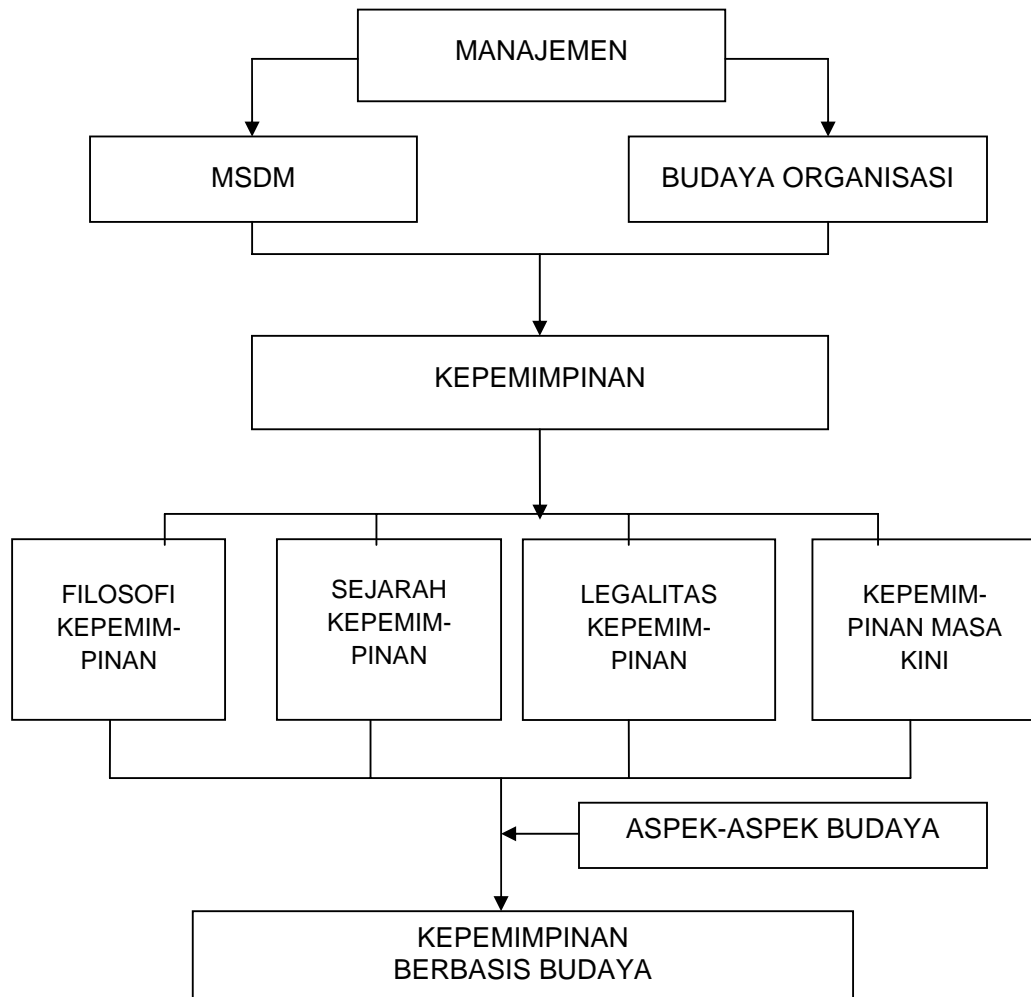 MANAJEMEN
MSDM
BUDAYA ORGANISASI
KEPEMIMPINAN
FILOSOFI
KEPEMIM-
PINAN
SEJARAH
KEPEMIM-
PINAN
LEGALITAS
KEPEMIM-
PINAN
KEPEMIM-
PINAN MASA
KINI
ASPEK-ASPEK BUDAYA
KEPEMIMPINAN
BERBASIS BUDAYA